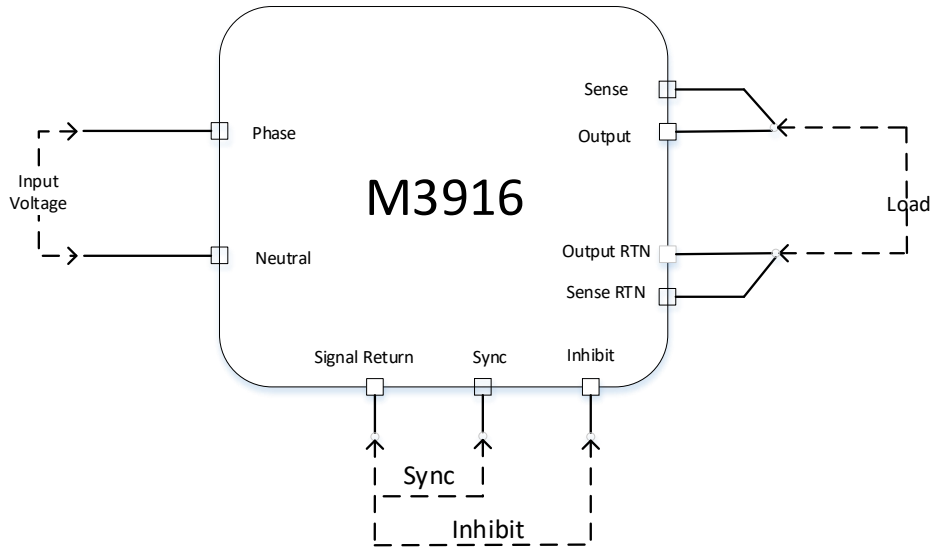 Sense
Phase
Output
Input
Voltage
M3916
Load
Neutral
Output RTN
Sense RTN
Signal Return
Sync
Inhibit
Sync
Inhibit